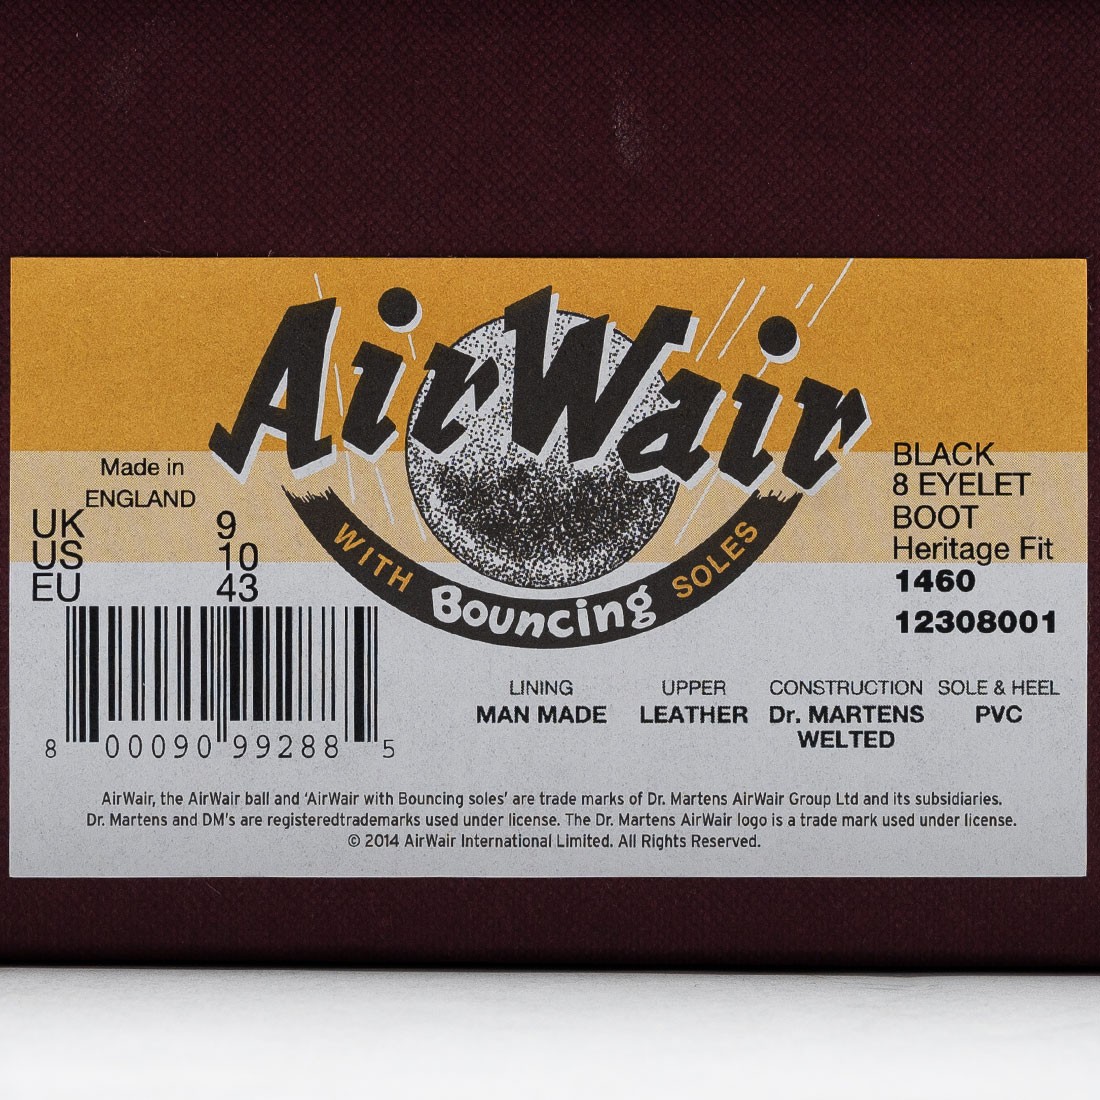 AirWair
WITH Bouncing SOLES
Made in
ENGLAND
UK 9
US 10
EU 43
8 00090 99288 5
BLACK
8 EYELET
BOOT
Heritage Fit
1460
12308001
LINING
MAN MADE
UPPER
LEATHER
CONSTRUCTION
Dr. MARTENS
WELTED
SOLE & HEEL
PVC
AirWair, the AirWair ball and ‘AirWair with Bouncing soles’ are trade marks of Dr. Martens AirWair Group Ltd and its subsidiaries.
Dr. Martens and DM's are registeredtrademarks used under license. The Dr. Martens AirWair logo is a trade mark used under license.
© 2014 AirWair International Limited. All Rights Reserved.